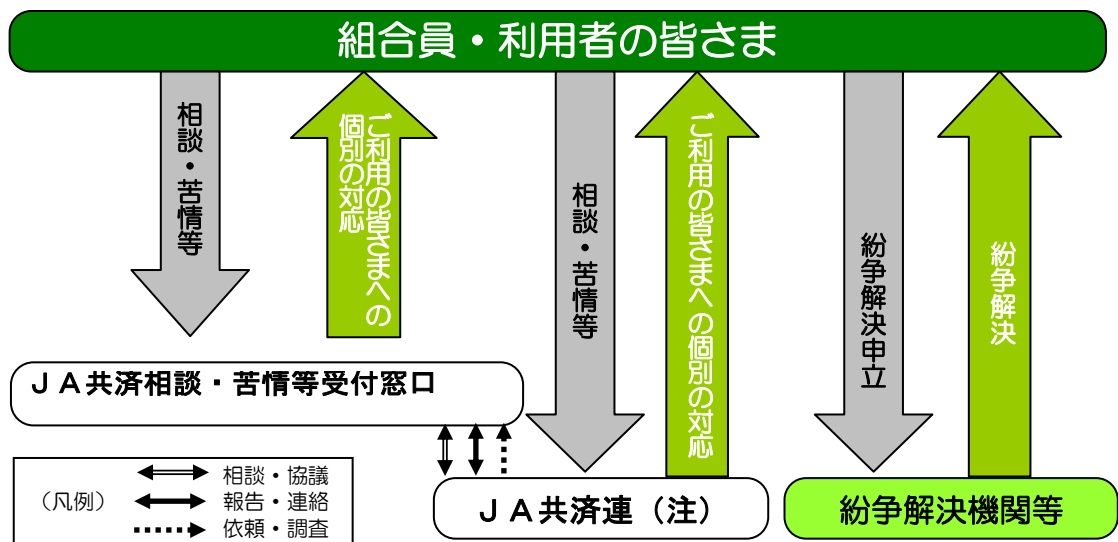 組合員・利用者の皆さま
相談・苦情等
ご利用の皆さまへの
個別の対応
相談・苦情等
ご利用の皆さまへの個別の対応
紛争解決申立
紛争解決
ＪＡ共済相談・苦情等受付窓口
（凡例）
相談・協議
報告・連絡
依頼・調査
ＪＡ共済連（注）
紛争解決機関等